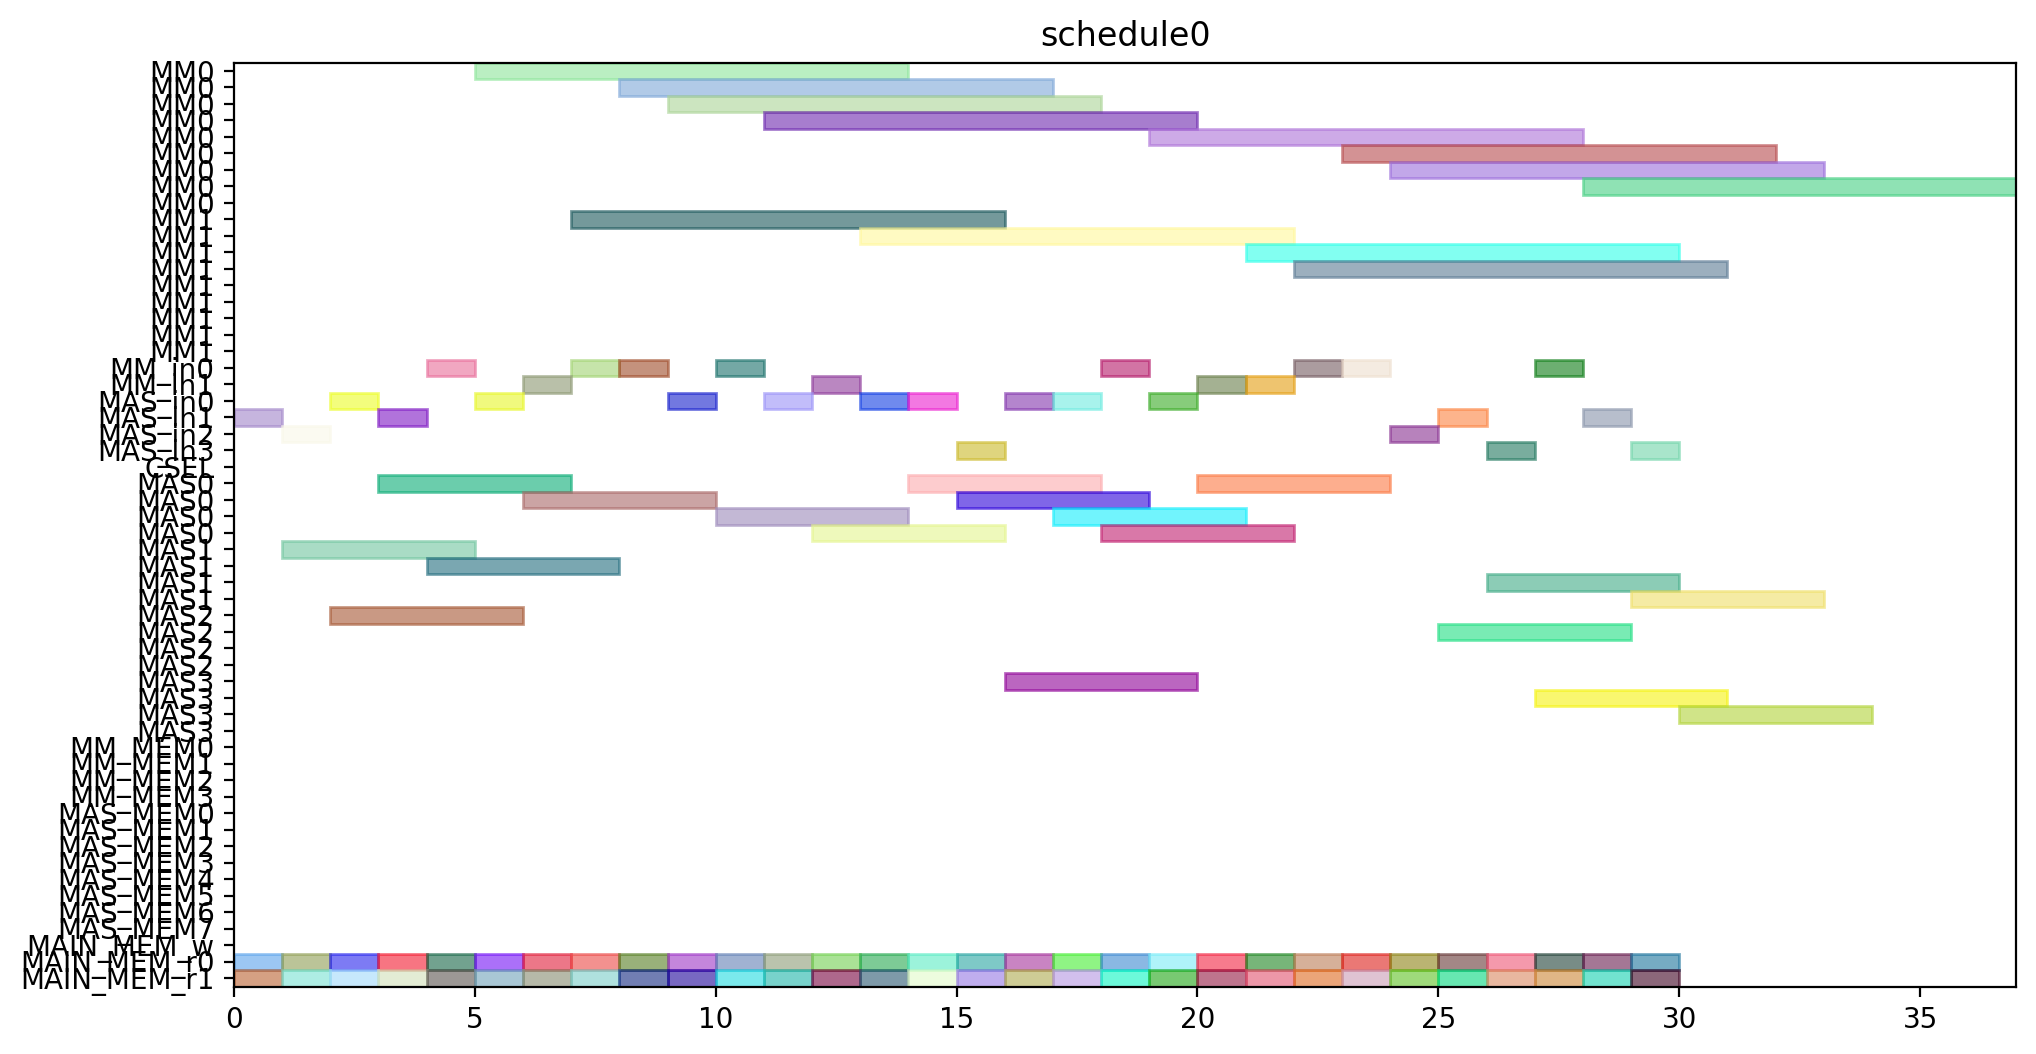 schedule0
MM0
MM0
MM0
MM0
MM0
MM0
MM0
MM0
MM0
MM1
MM1
MM1
MM1
MM1
MM1
MM1
MM1
MM1
MM_in0
MM_in1
MAS_in0
MAS_in1
MAS_in2
MAS_in3
CSEL
MAS0
MAS0
MAS0
MAS0
MAS1
MAS1
MAS1
MAS1
MAS2
MAS2
MAS2
MAS2
MAS3
MAS3
MAS3
MAS3
MM_MEM0
MM_MEM1
MM_MEM2
MM_MEM3
MAS_MEM0
MAS_MEM1
MAS_MEM2
MAS_MEM3
MAS_MEM4
MAS_MEM5
MAS_MEM6
MAS_MEM7
MAIN_MEM_w
MAIN_MEM_r0
MAIN_MEM_r1
0 5 10 15 20 25 30 35